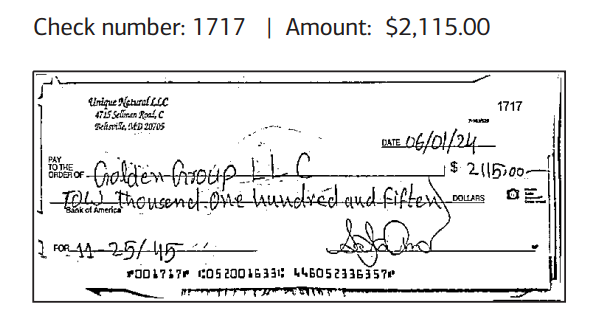 Check number: 1717 | Amount: $2,115.00
Unique Natural LLC
4715 Sellman Road, C
Beltsville, MD 20705
1717
DATE 06/01/24
PAY TO THE ORDER OF Golden Group LLC $ 2115.00
TOW Thousend One hundred and Fifteen DOLLARS
Bank of America
FOR 11-25/45
⑈001717⑈ ⑆052001633⑆ 446052336357⑈